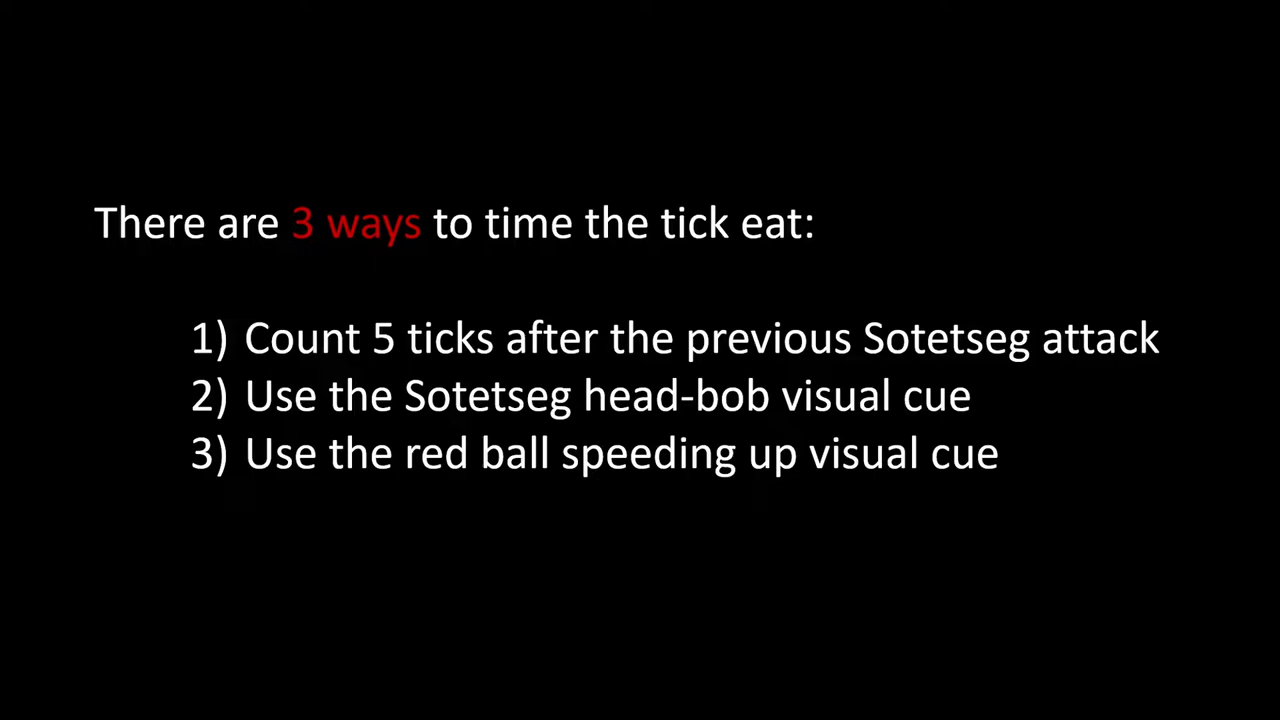 There are 3 ways to time the tick eat:
1) Count 5 ticks after the previous Sotetseg attack
2) Use the Sotetseg head-bob visual cue
3) Use the red ball speeding up visual cue